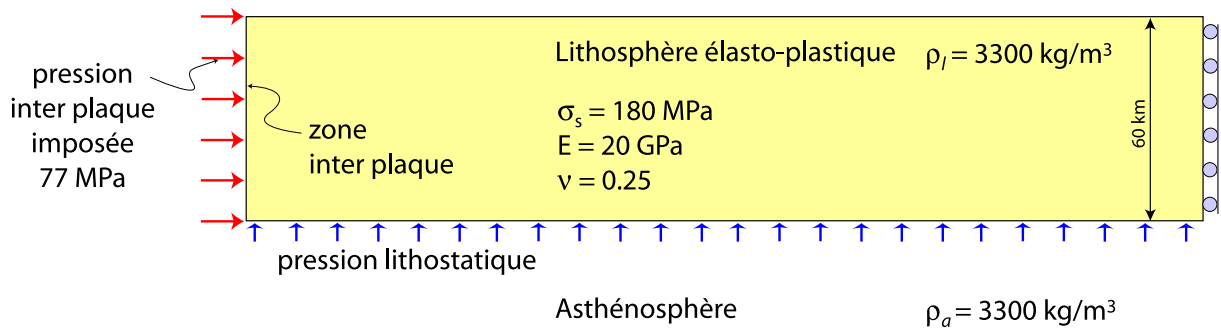 Lithosphère élasto-plastique
ρl = 3300 kg/m³
pression
inter plaque
imposée
77 MPa
zone
inter plaque
σs = 180 MPa
E = 20 GPa
ν = 0.25
60 km
pression lithostatique
Asthénosphère
ρa = 3300 kg/m³